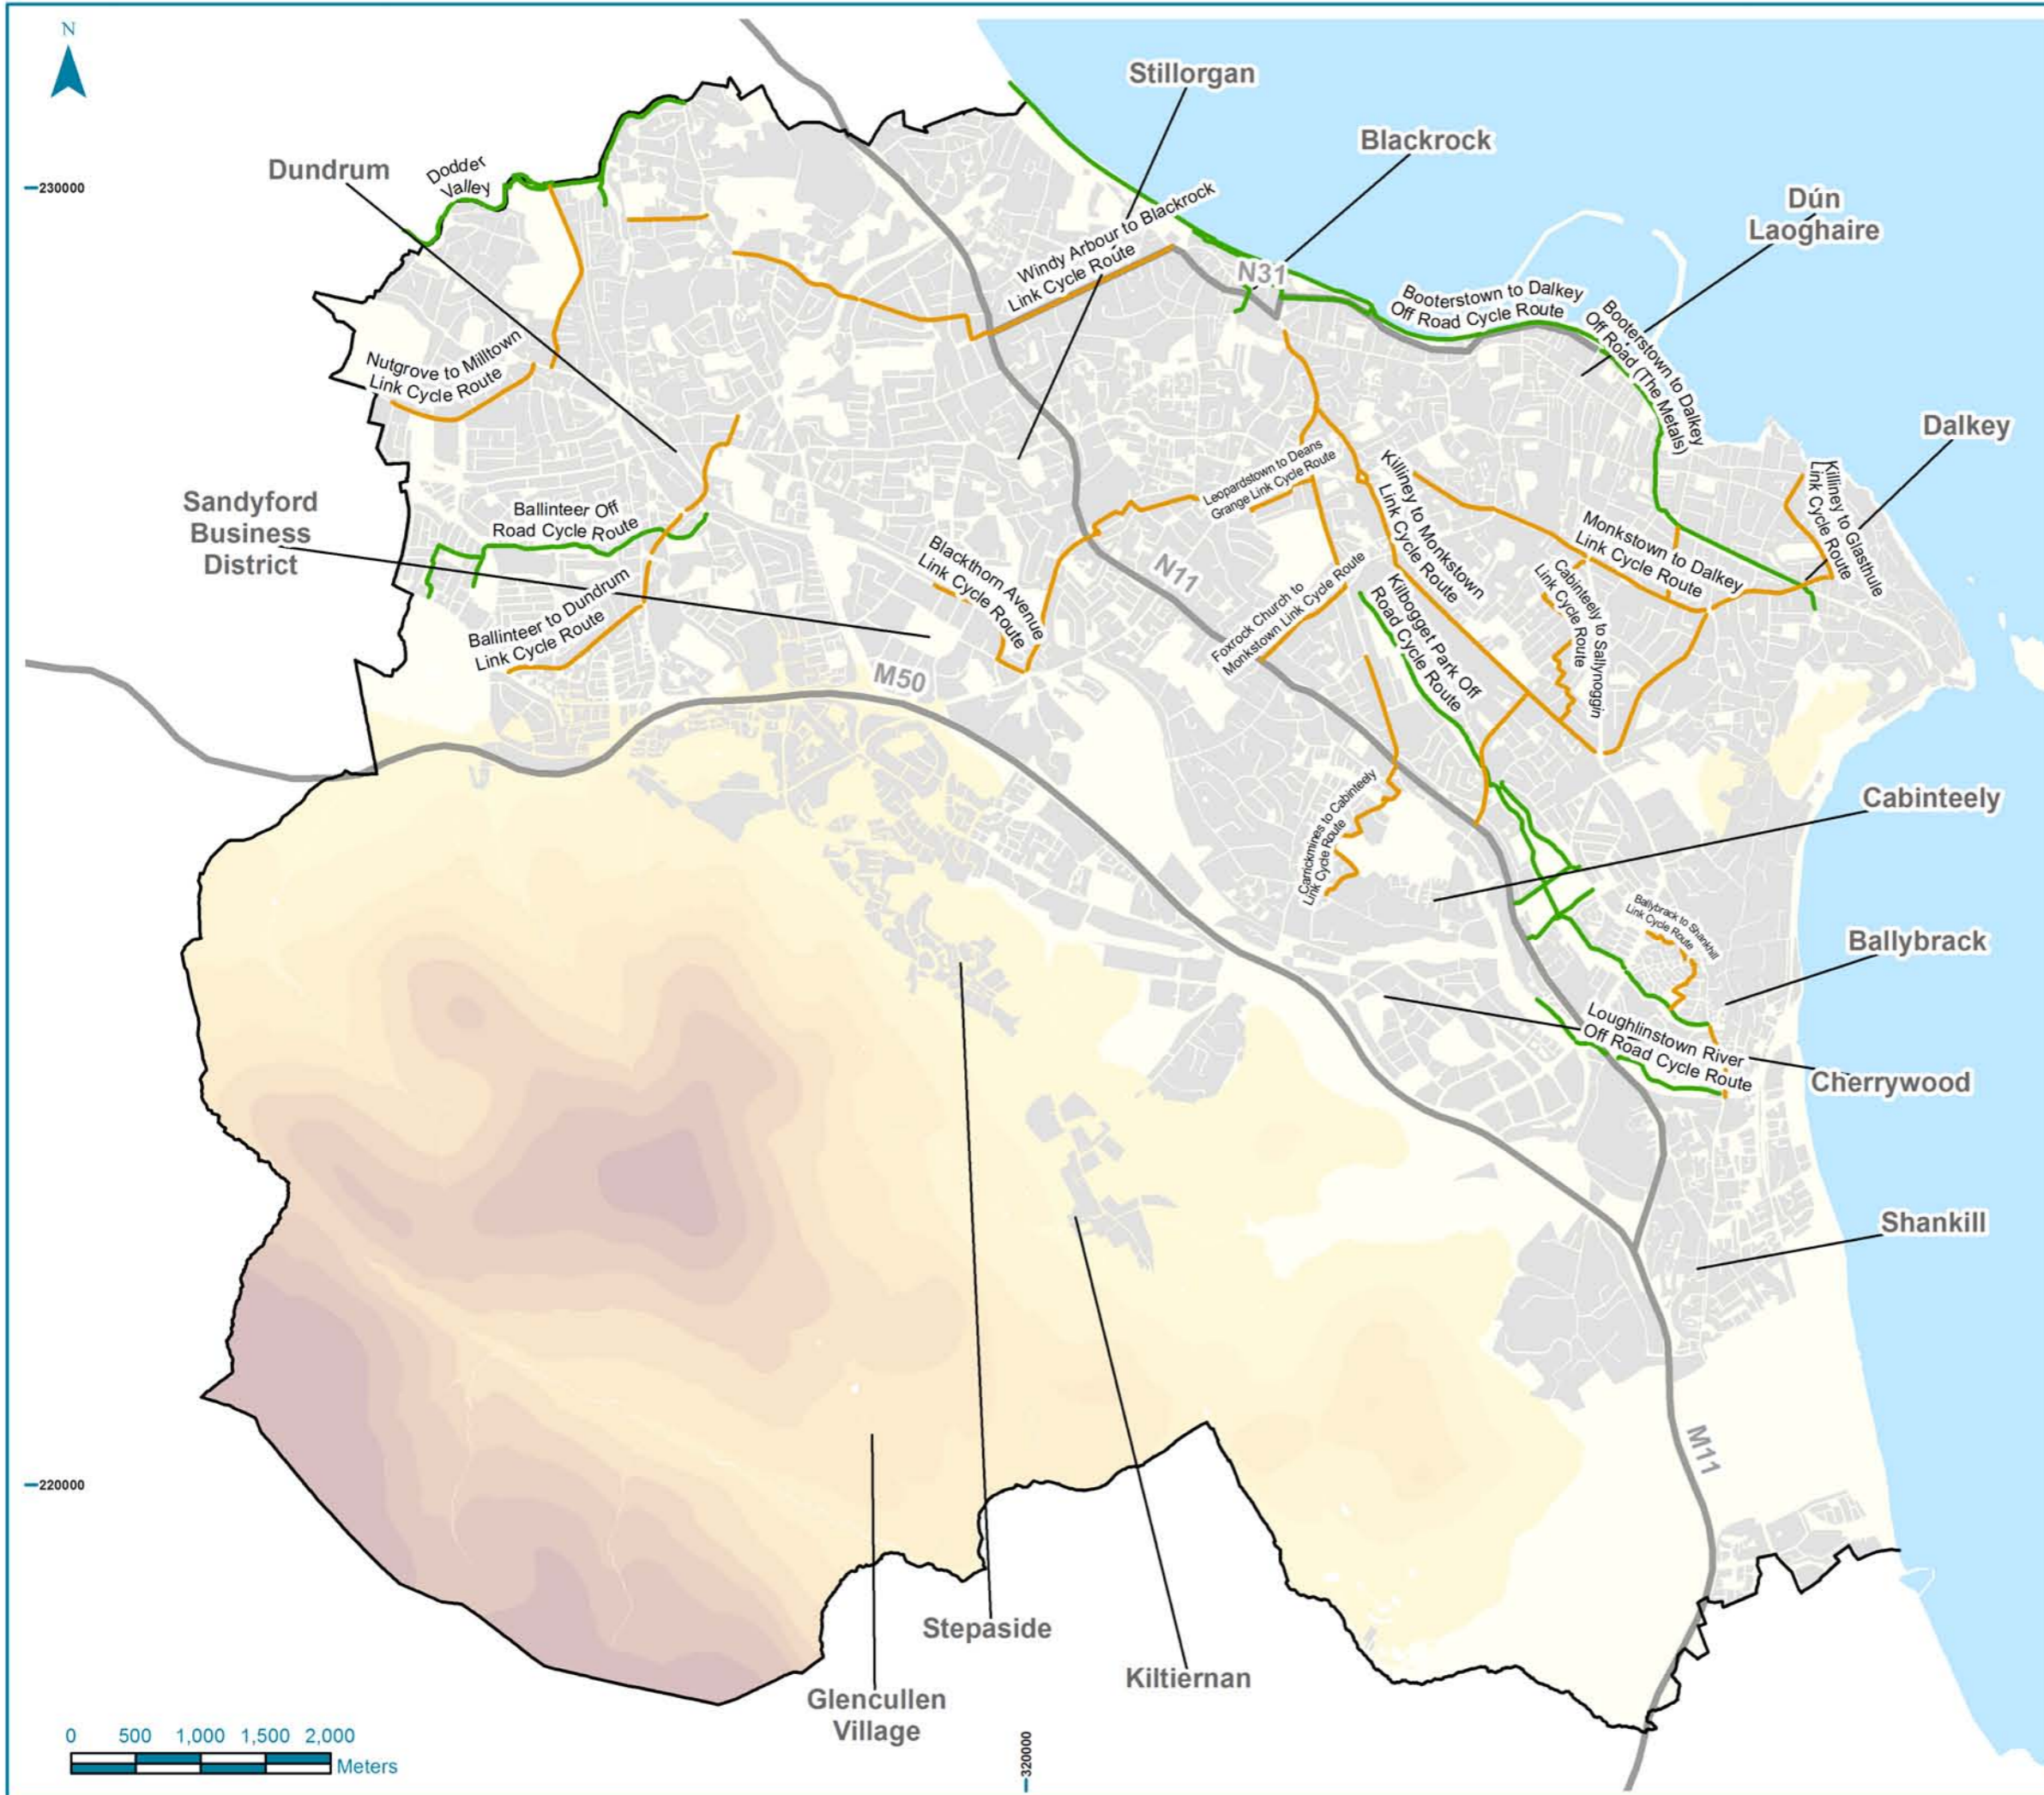 N
Stillorgan
Blackrock
Dún
Laoghaire
Dundrum
Dodder
Valley
230000
Windy Arbour to Blackrock
Link Cycle Route
N31
Booterstown to Dalkey
Off Road Cycle Route
Booterstown to Dalkey
Off Road (The Metals)
Nutgrove to Milltown
Link Cycle Route
Dalkey
Killiney to Glasthule
Link Cycle Route
Leopardstown to Deans
Grange Link Cycle Route
Killiney to Monkstown
Link Cycle Route
Monkstown to Dalkey
Link Cycle Route
Sandyford
Business
District
Ballinteer Off
Road Cycle Route
Blackthorn Avenue
Link Cycle Route
N11
Cabinteely to Sallynoggin
Link Cycle Route
Foxrock Church to
Monkstown Link Cycle Route
Kilbogget Park Off
Road Cycle Route
Ballinteer to Dundrum
Link Cycle Route
M50
Carrickmines to Cabinteely
Link Cycle Route
Cabinteely
Ballybrack to Shankhill
Link Cycle Route
Ballybrack
Loughlinstown River
Off Road Cycle Route
Cherrywood
Shankill
M11
220000
Stepaside
Kiltiernan
Glencullen
Village
0 500 1,000 1,500 2,000
Meters
320000